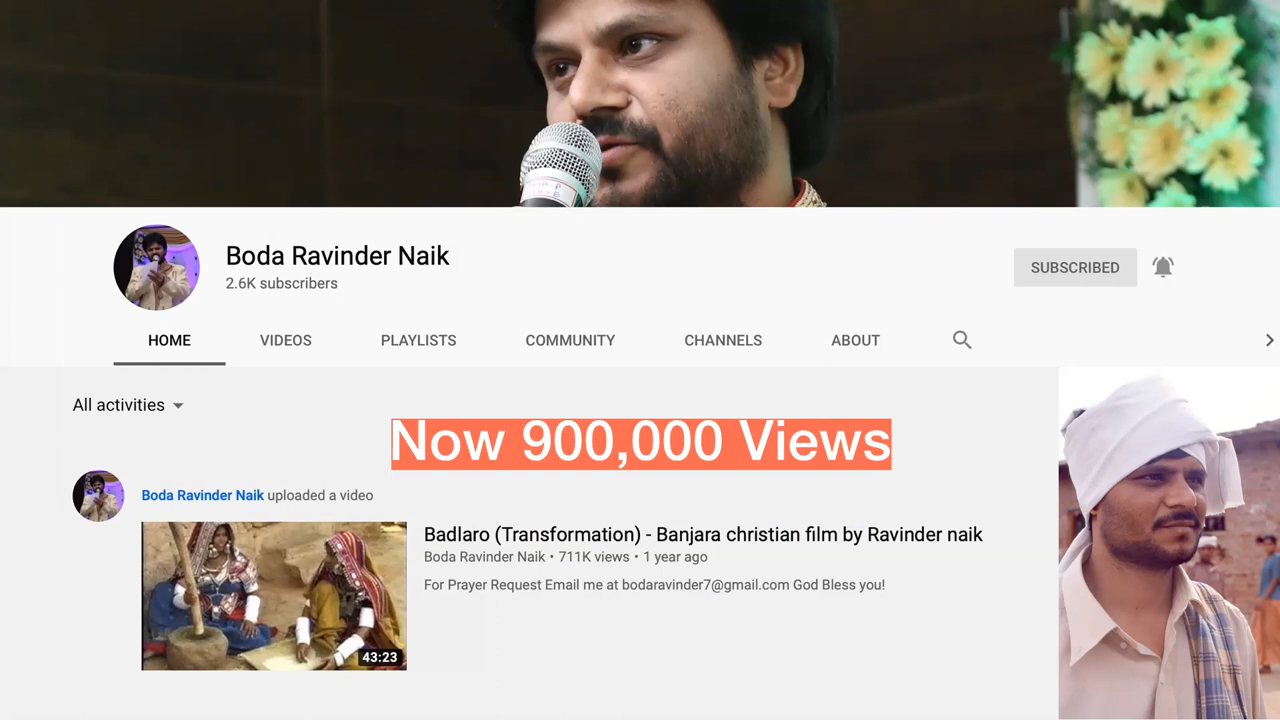 Boda Ravinder Naik
2.6K subscribers
SUBSCRIBED
HOME VIDEOS PLAYLISTS COMMUNITY CHANNELS ABOUT
All activities
Now 900,000 Views
Boda Ravinder Naik uploaded a video
Badlaro (Transformation) - Banjara christian film by Ravinder naik
Boda Ravinder Naik • 711K views • 1 year ago
For Prayer Request Email me at bodaravinder7@gmail.com God Bless you!
43:23